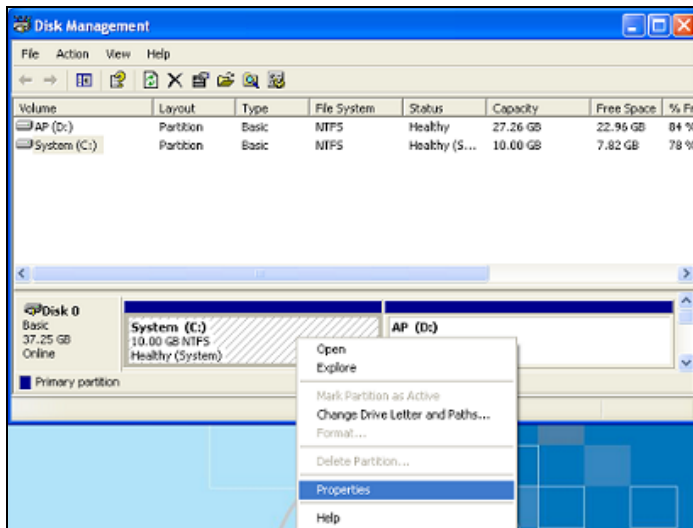 Disk Management
File Action View Help
Volume Layout Type File System Status Capacity Free Space % Fr
AP (D:) Partition Basic NTFS Healthy 27.26 GB 22.96 GB 84 %
System (C:) Partition Basic NTFS Healthy (S... 10.00 GB 7.82 GB 78 %
Disk 0
Basic
37.25 GB
Online
System (C:)
10.00 GB NTFS
Healthy (System)
AP (D:)
Primary partition
Open
Explore
Mark Partition as Active
Change Drive Letter and Paths...
Format...
Delete Partition...
Properties
Help